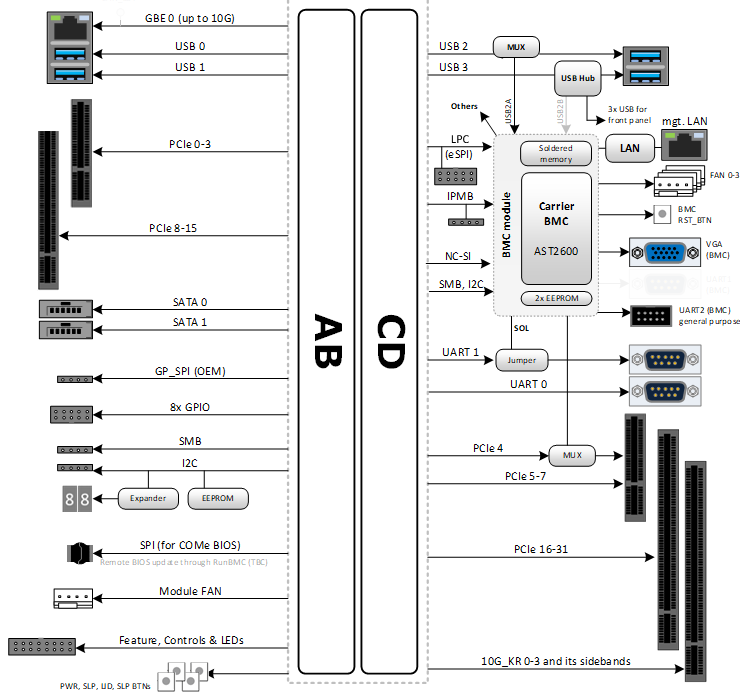 GBE 0 (up to 10G)
USB 0
USB 1
PCIe 0-3
PCIe 8-15
SATA 0
SATA 1
GP_SPI (OEM)
8x GPIO
SMB
I2C
88
Expander
EEPROM
SPI (for COMe BIOS)
Remote BIOS update through RunBMC (TBC)
Module FAN
Feature, Controls & LEDs
PWR, SLP, LID, SLP BTNs
AB
CD
USB 2
MUX
USB 3
USB Hub
USB2A
USB2B
3x USB for
front panel
Others
mgt. LAN
LPC
(eSPI)
Soldered
memory
LAN
IPMB
FAN 0-3
BMC module
Carrier
BMC
AST2600
BMC
RST_BTN
NC-SI
VGA
(BMC)
SMB, I2C
2x EEPROM
UART2 (BMC)
general purpose
SOL
UART 1
Jumper
UART 0
PCIe 4
MUX
PCIe 5-7
PCIe 16-31
10G_KR 0-3 and its sidebands